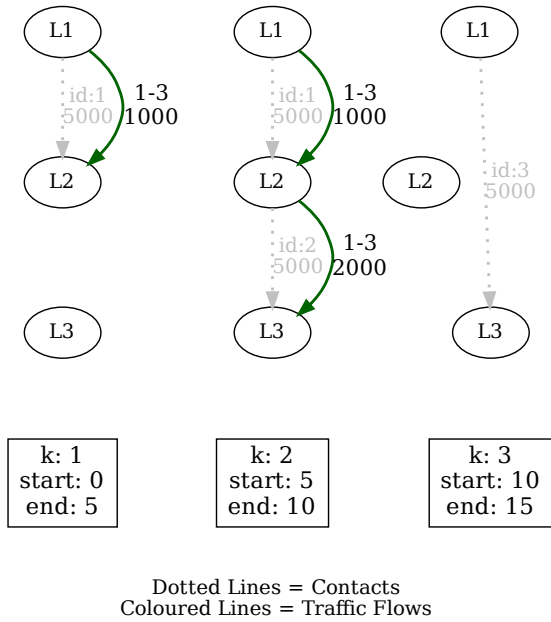 L1
L1
L1
id:1
5000
1-3
1000
id:1
5000
1-3
1000
L2
L2
L2
id:3
5000
id:2
5000
1-3
2000
L3
L3
L3
k: 1
start: 0
end: 5
k: 2
start: 5
end: 10
k: 3
start: 10
end: 15
Dotted Lines = Contacts
Coloured Lines = Traffic Flows